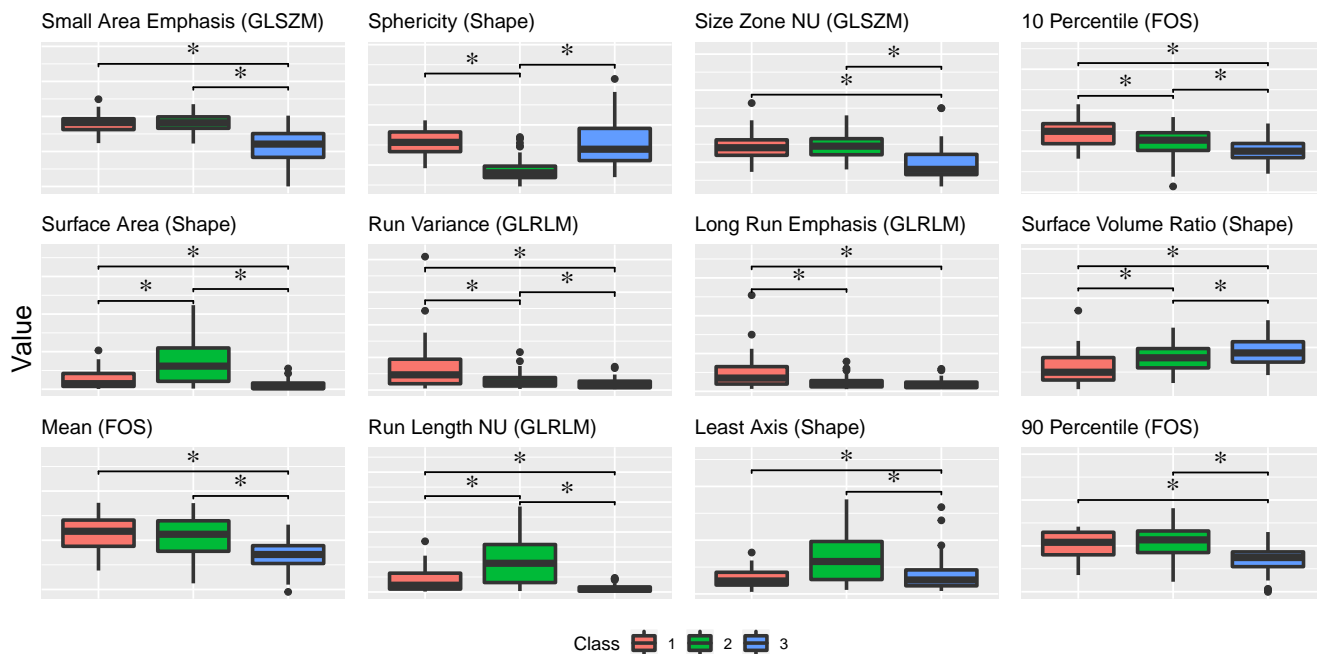 Small Area Emphasis (GLSZM)
Sphericity (Shape)
Size Zone NU (GLSZM)
10 Percentile (FOS)
* *
* *
* *
* * *
Surface Area (Shape)
Run Variance (GLRLM)
Long Run Emphasis (GLRLM)
Surface Volume Ratio (Shape)
* * *
* * *
* *
* * *
Value
Mean (FOS)
Run Length NU (GLRLM)
Least Axis (Shape)
90 Percentile (FOS)
* *
* * *
* *
* *
Class 1 2 3